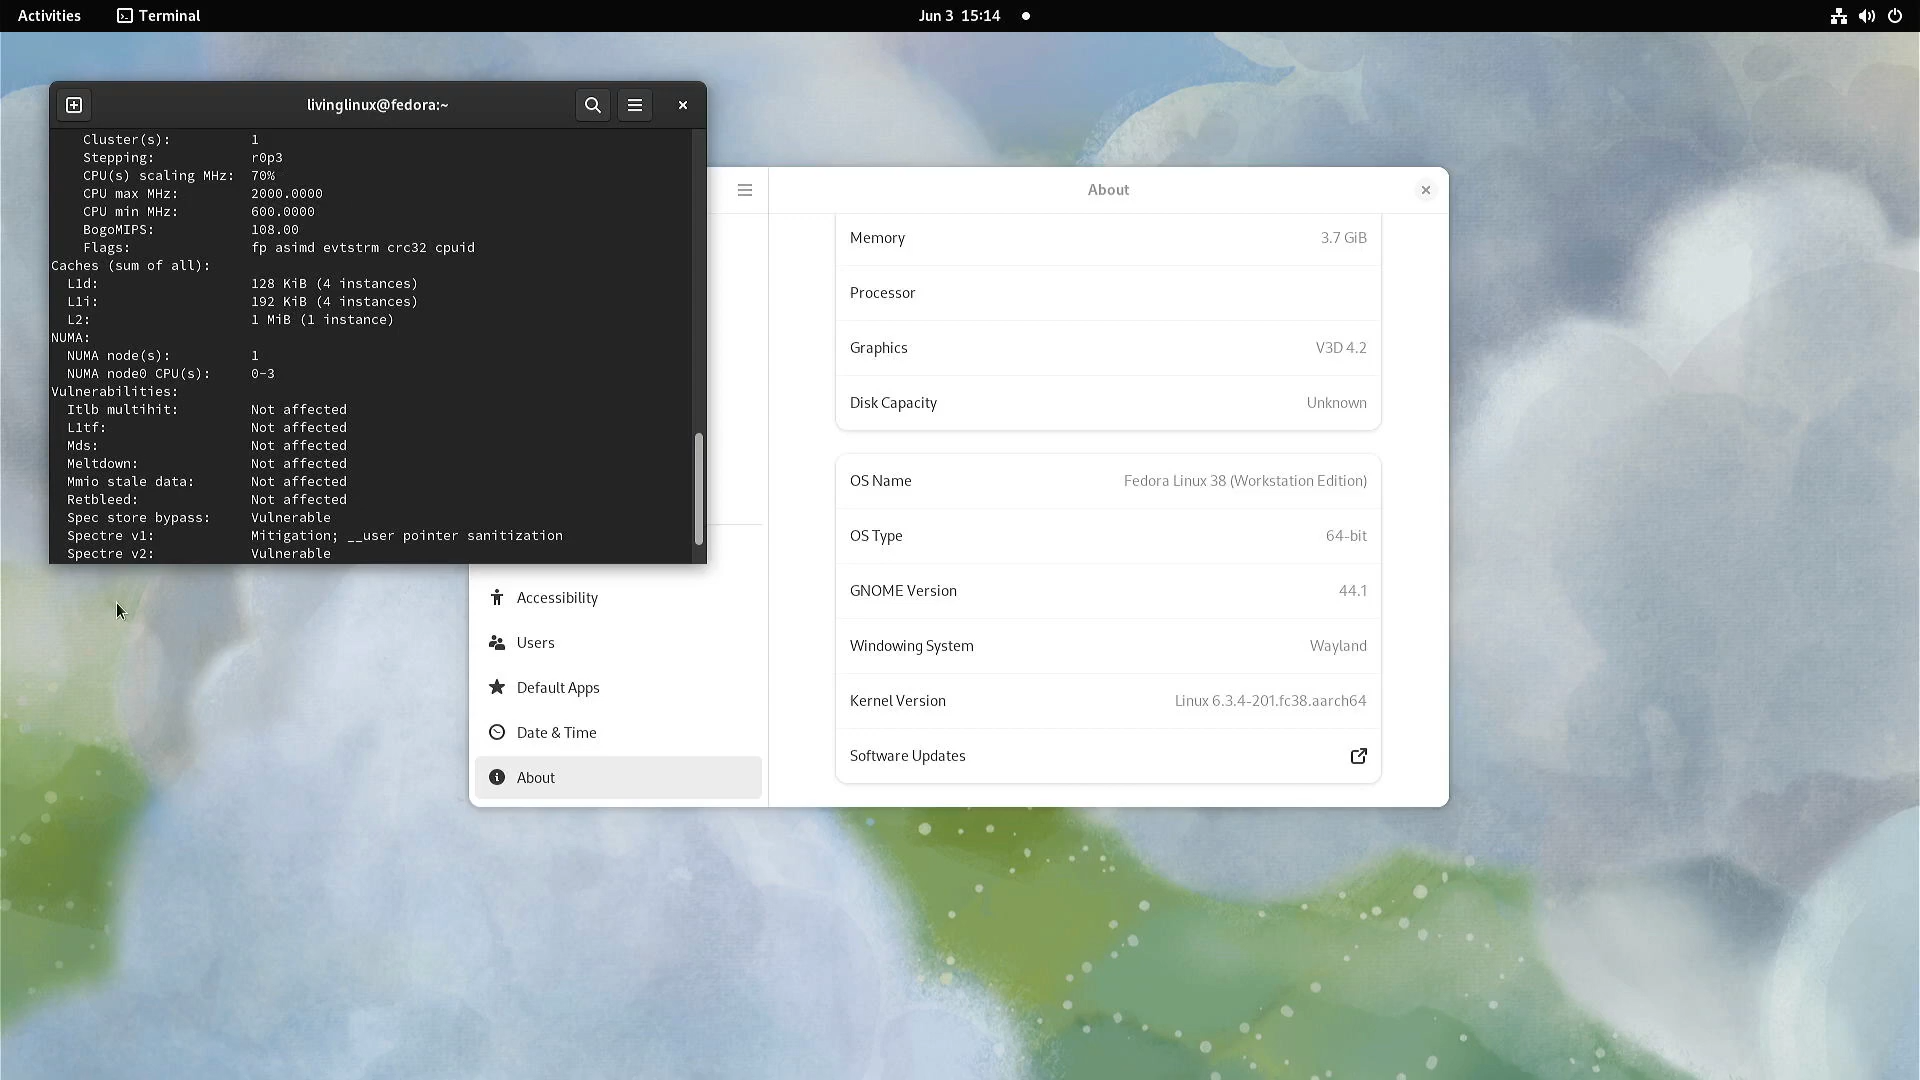 Activities Terminal Jun 3 15:14
livinglinux@fedora:~
Cluster(s): 1
Stepping: r0p3
CPU(s) scaling MHz: 70%
CPU max MHz: 2000.0000
CPU min MHz: 600.0000
BogoMIPS: 108.00
Flags: fp asimd evtstrm crc32 cpuid
Caches (sum of all):
L1d: 128 KiB (4 instances)
L1i: 192 KiB (4 instances)
L2: 1 MiB (1 instance)
NUMA:
NUMA node(s): 1
NUMA node0 CPU(s): 0-3
Vulnerabilities:
Itlb multihit: Not affected
L1tf: Not affected
Mds: Not affected
Meltdown: Not affected
Mmio stale data: Not affected
Retbleed: Not affected
Spec store bypass: Vulnerable
Spectre v1: Mitigation; __user pointer sanitization
Spectre v2: Vulnerable
Accessibility
Users
Default Apps
Date & Time
About
About
Memory 3.7 GiB
Processor
Graphics V3D 4.2
Disk Capacity Unknown
OS Name Fedora Linux 38 (Workstation Edition)
OS Type 64-bit
GNOME Version 44.1
Windowing System Wayland
Kernel Version Linux 6.3.4-201.fc38.aarch64
Software Updates